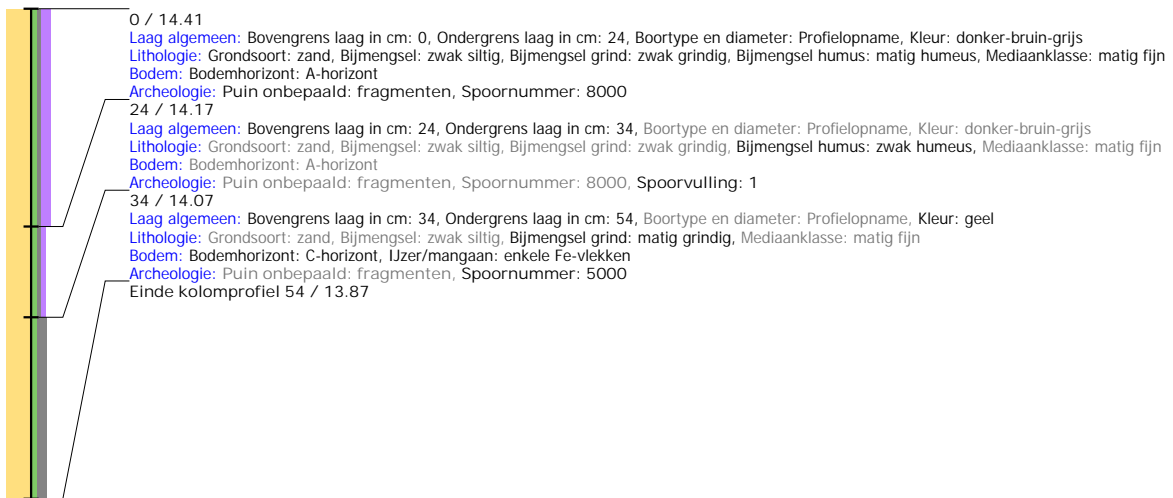 0 / 14.41
Laag algemeen: Bovengrens laag in cm: 0, Ondergrens laag in cm: 24, Boortype en diameter: Profielopname, Kleur: donker-bruin-grijs
Lithologie: Grondsoort: zand, Bijmengsel: zwak siltig, Bijmengsel grind: zwak grindig, Bijmengsel humus: matig humeus, Mediaanklasse: matig fijn
Bodem: Bodemhorizont: A-horizont
Archeologie: Puin onbepaald: fragmenten, Spoornummer: 8000
24 / 14.17
Laag algemeen: Bovengrens laag in cm: 24, Ondergrens laag in cm: 34, Boortype en diameter: Profielopname, Kleur: donker-bruin-grijs
Lithologie: Grondsoort: zand, Bijmengsel: zwak siltig, Bijmengsel grind: zwak grindig, Bijmengsel humus: zwak humeus, Mediaanklasse: matig fijn
Bodem: Bodemhorizont: A-horizont
Archeologie: Puin onbepaald: fragmenten, Spoornummer: 8000, Spoorvulling: 1
34 / 14.07
Laag algemeen: Bovengrens laag in cm: 34, Ondergrens laag in cm: 54, Boortype en diameter: Profielopname, Kleur: geel
Lithologie: Grondsoort: zand, Bijmengsel: zwak siltig, Bijmengsel grind: matig grindig, Mediaanklasse: matig fijn
Bodem: Bodemhorizont: C-horizont, IJzer/mangaan: enkele Fe-vlekken
Archeologie: Puin onbepaald: fragmenten, Spoornummer: 5000
Einde kolomprofiel 54 / 13.87